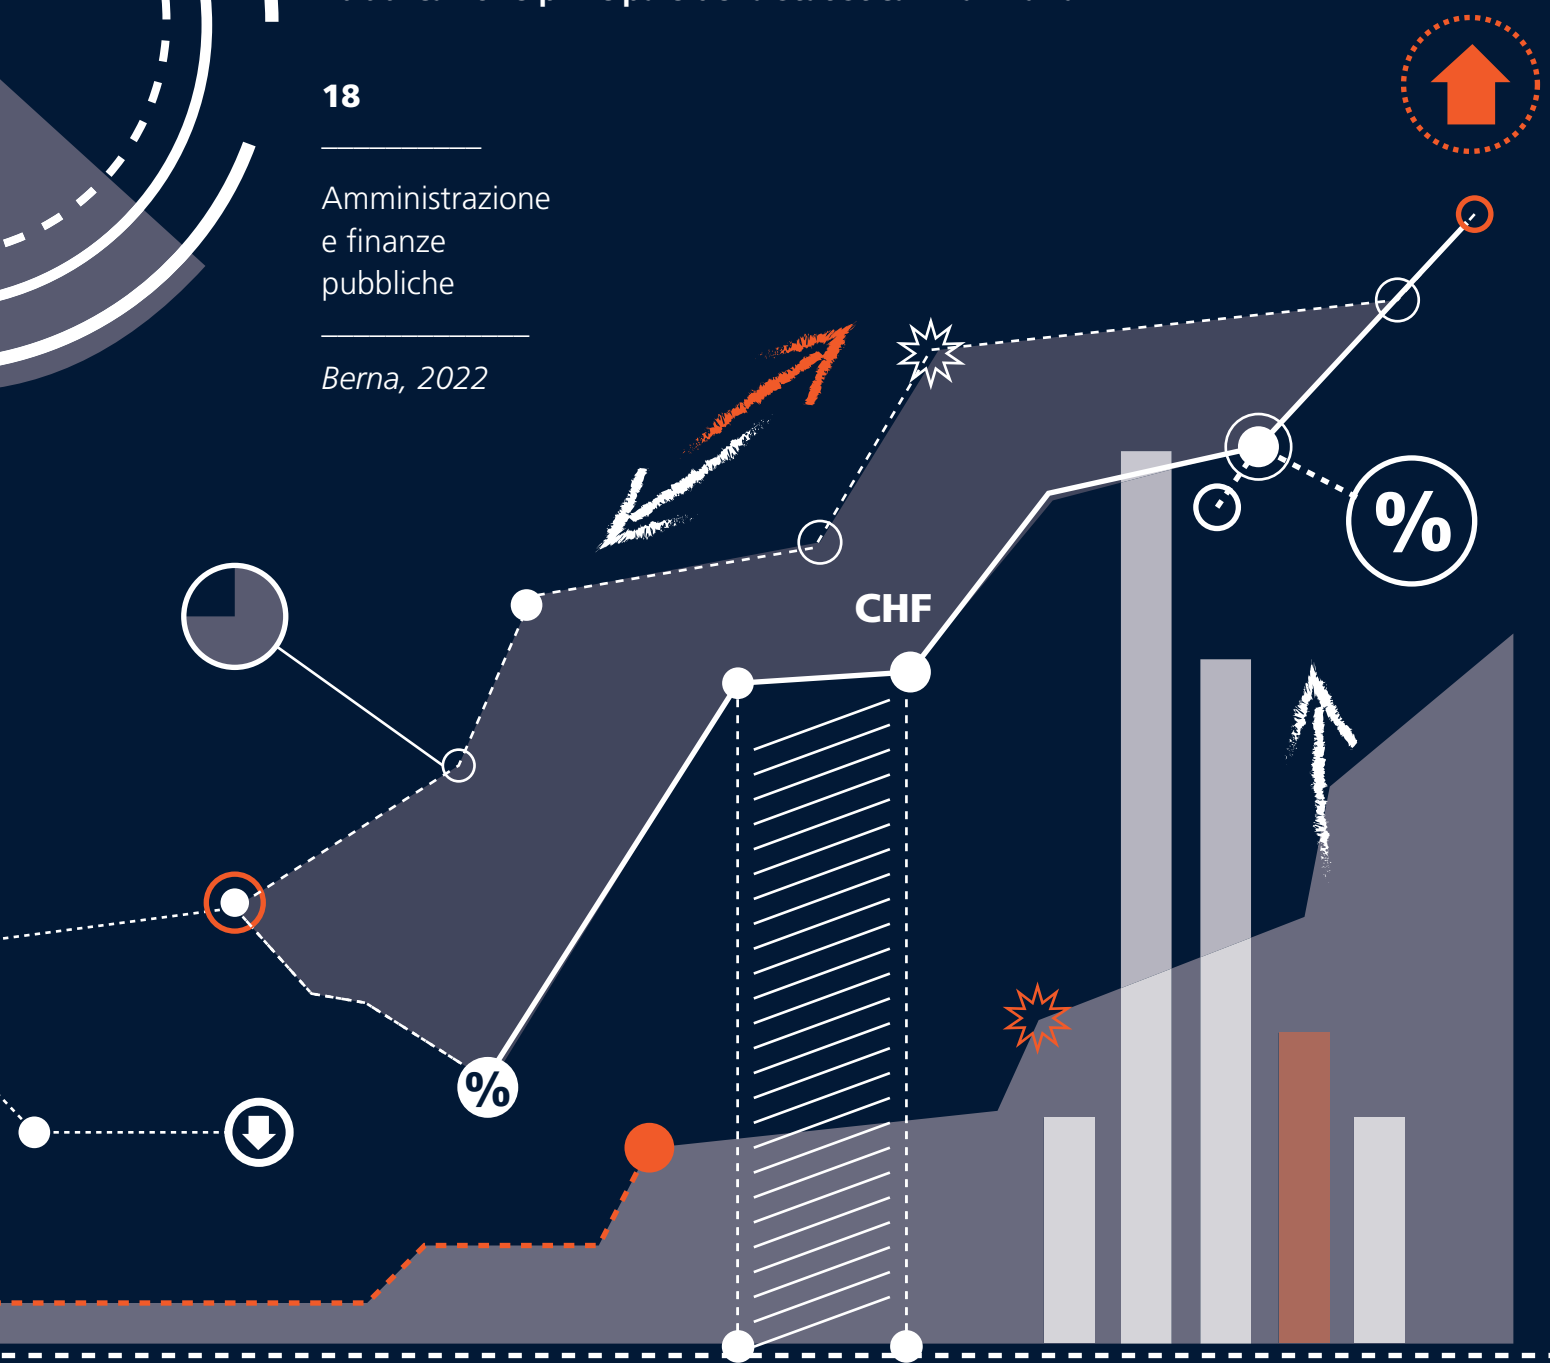 18
Amministrazione
e finanze
pubbliche
Berna, 2022
CHF
%
%